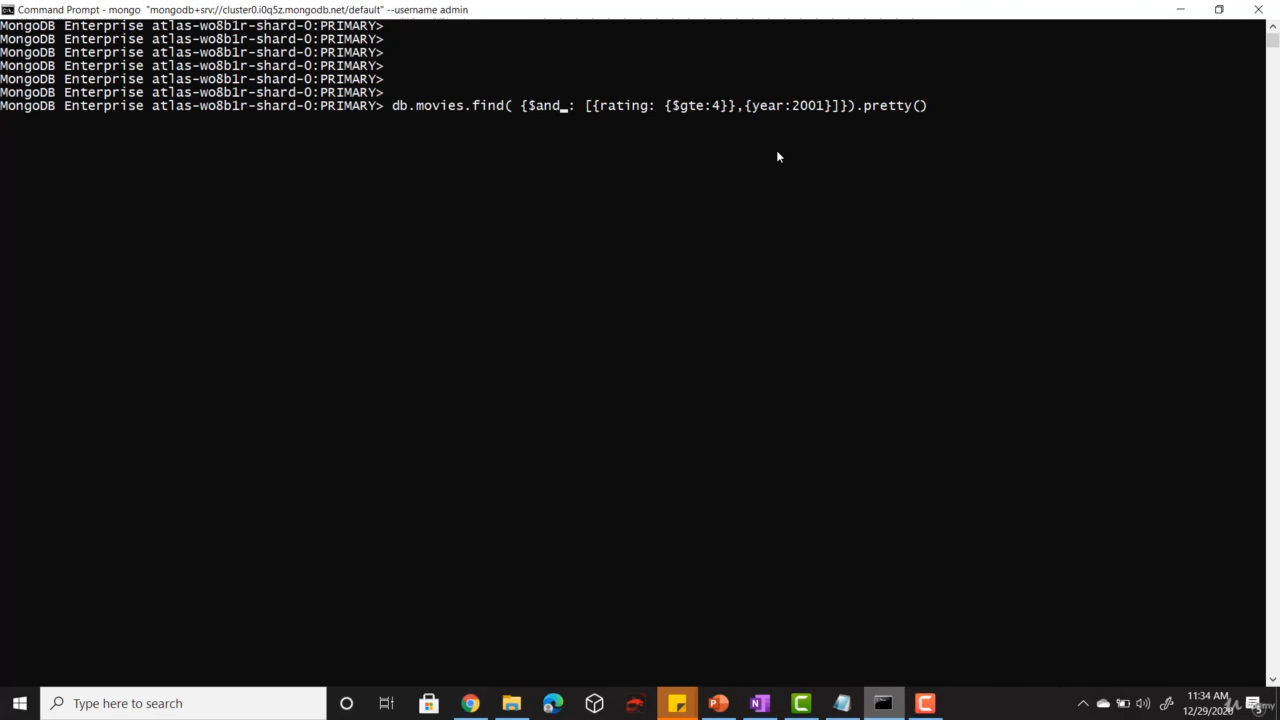 Command Prompt - mongo "mongodb+srv://cluster0.i0q5z.mongodb.net/default" --username admin
MongoDB Enterprise atlas-wo8b1r-shard-0:PRIMARY>
MongoDB Enterprise atlas-wo8b1r-shard-0:PRIMARY>
MongoDB Enterprise atlas-wo8b1r-shard-0:PRIMARY>
MongoDB Enterprise atlas-wo8b1r-shard-0:PRIMARY>
MongoDB Enterprise atlas-wo8b1r-shard-0:PRIMARY>
MongoDB Enterprise atlas-wo8b1r-shard-0:PRIMARY>
MongoDB Enterprise atlas-wo8b1r-shard-0:PRIMARY> db.movies.find( {$and : [{rating: {$gte:4}},{year:2001}]}).pretty()
Type here to search
11:34 AM
12/29/2020